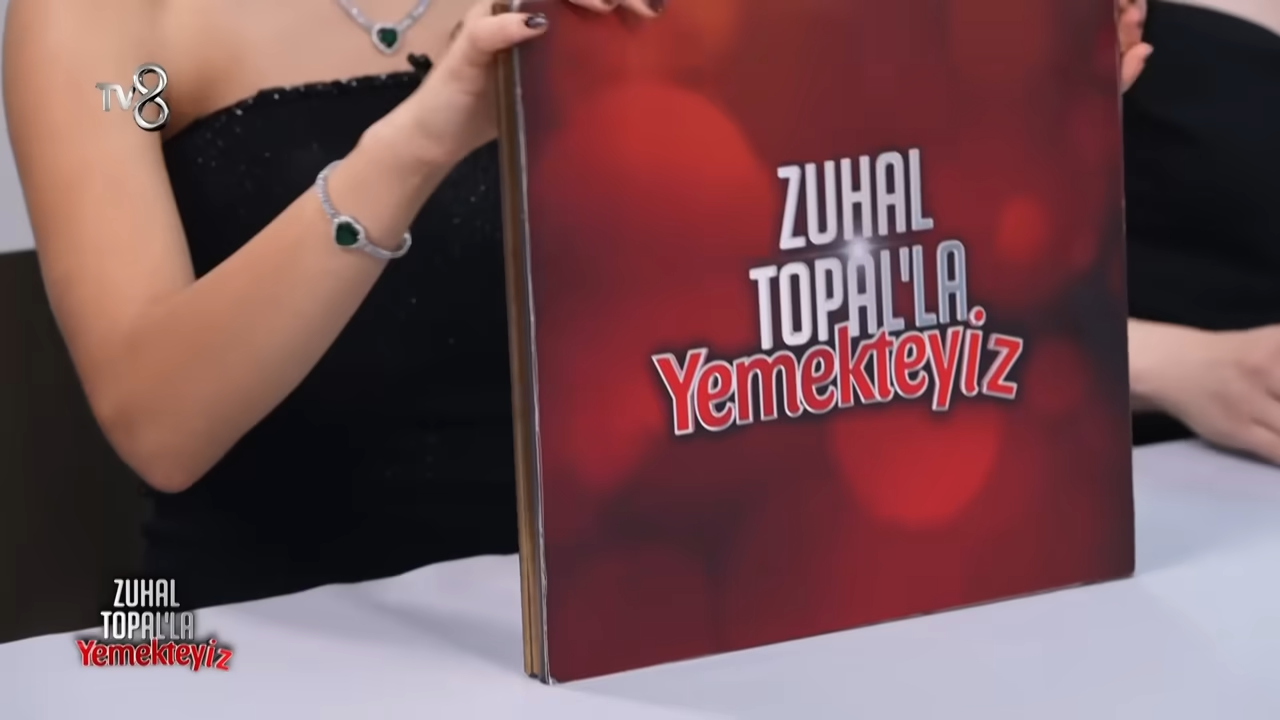 TV8
ZUHAL
TOPAL'LA
Yemekteyiz
ZUHAL
TOPAL'LA
Yemekteyiz